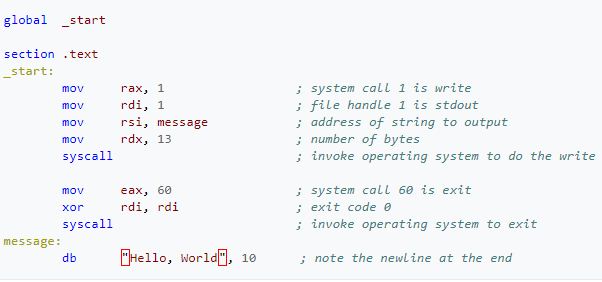 global  _start

section .text
_start:
        mov     rax, 1                  ; system call 1 is write
        mov     rdi, 1                  ; file handle 1 is stdout
        mov     rsi, message            ; address of string to output
        mov     rdx, 13                 ; number of bytes
        syscall                         ; invoke operating system to do the write

        mov     eax, 60                 ; system call 60 is exit
        xor     rdi, rdi                ; exit code 0
        syscall                         ; invoke operating system to exit
message:
        db      "Hello, World", 10      ; note the newline at the end